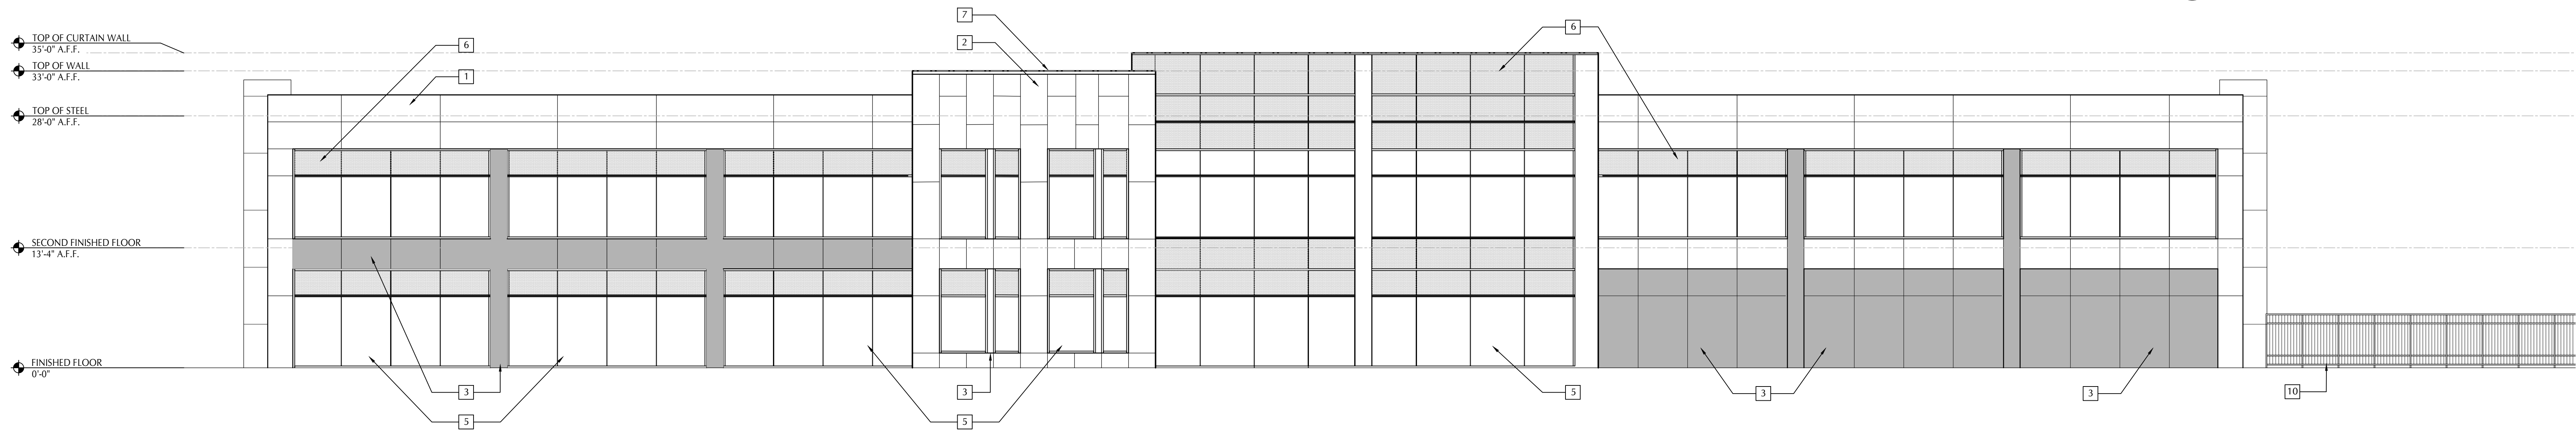 7
TOP OF CURTAIN WALL
35'-0" A.F.F.
6
2
6
TOP OF WALL
33'-0" A.F.F.
1
TOP OF STEEL
28'-0" A.F.F.
SECOND FINISHED FLOOR
13'-4" A.F.F.
FINISHED FLOOR
0'-0"
3
3
5
3
3
10
5
5